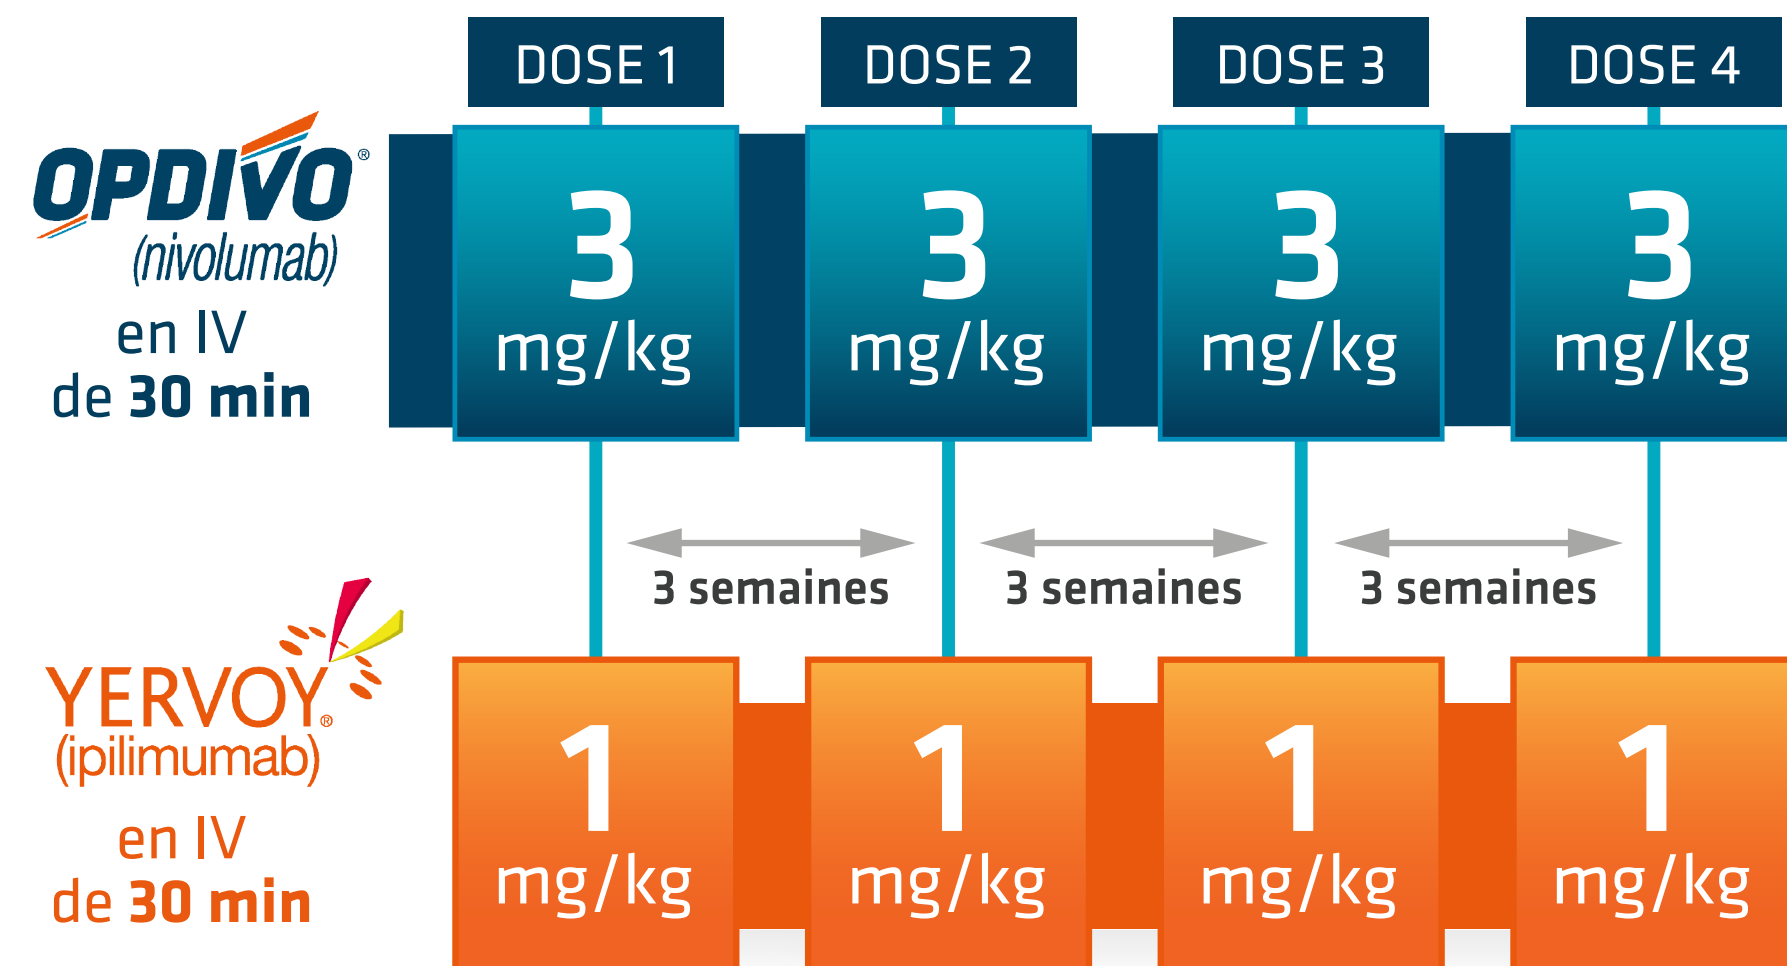 DOSE 1 DOSE 2 DOSE 3 DOSE 4
OPDIVO®
(nivolumab)
en IV
de 30 min
3 3 3 3
mg/kg mg/kg mg/kg mg/kg
3 semaines 3 semaines 3 semaines
YERVOY®
(ipilimumab)
en IV
de 30 min
1 1 1 1
mg/kg mg/kg mg/kg mg/kg